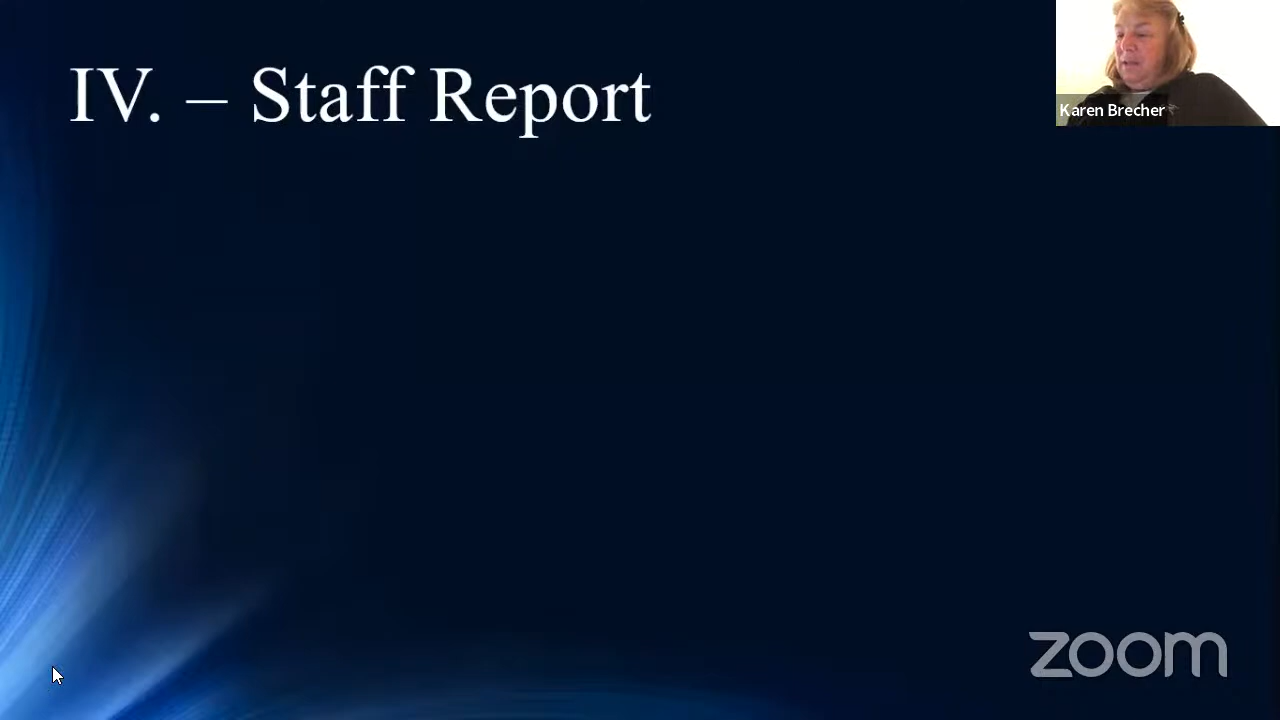 IV. – Staff Report
Karen Brecher
zoom